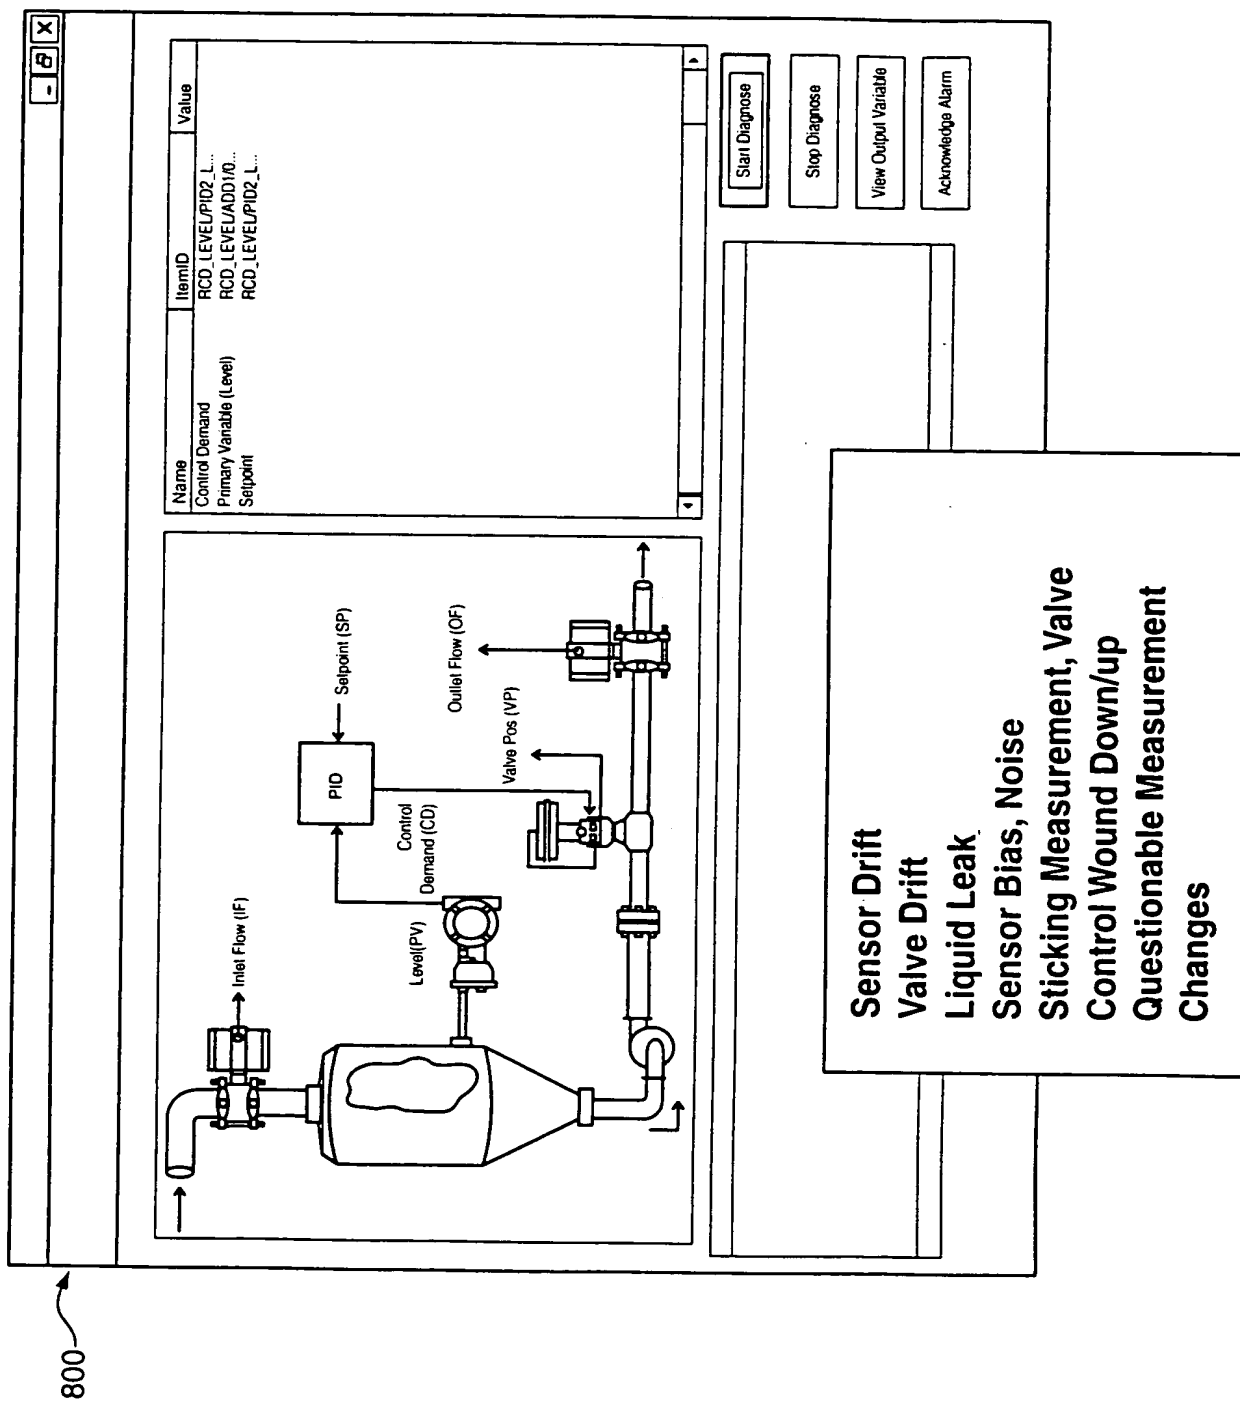 800
Inlet Flow (IF)
Level(PV)
Control
Demand (CD)
PID
Setpoint (SP)
Valve Pos (VP)
Outlet Flow (OF)
Name ItemID Value
Control Demand RCD_LEVEL/PID2_L...
Primary Variable (Level) RCD_LEVEL/ADD1/0...
Setpoint RCD_LEVEL/PID2_L...
Start Diagnose
Stop Diagnose
View Output Variable
Acknowledge Alarm
Sensor Drift
Valve Drift
Liquid Leak
Sensor Bias, Noise
Sticking Measurement, Valve
Control Wound Down/up
Questionable Measurement
Changes